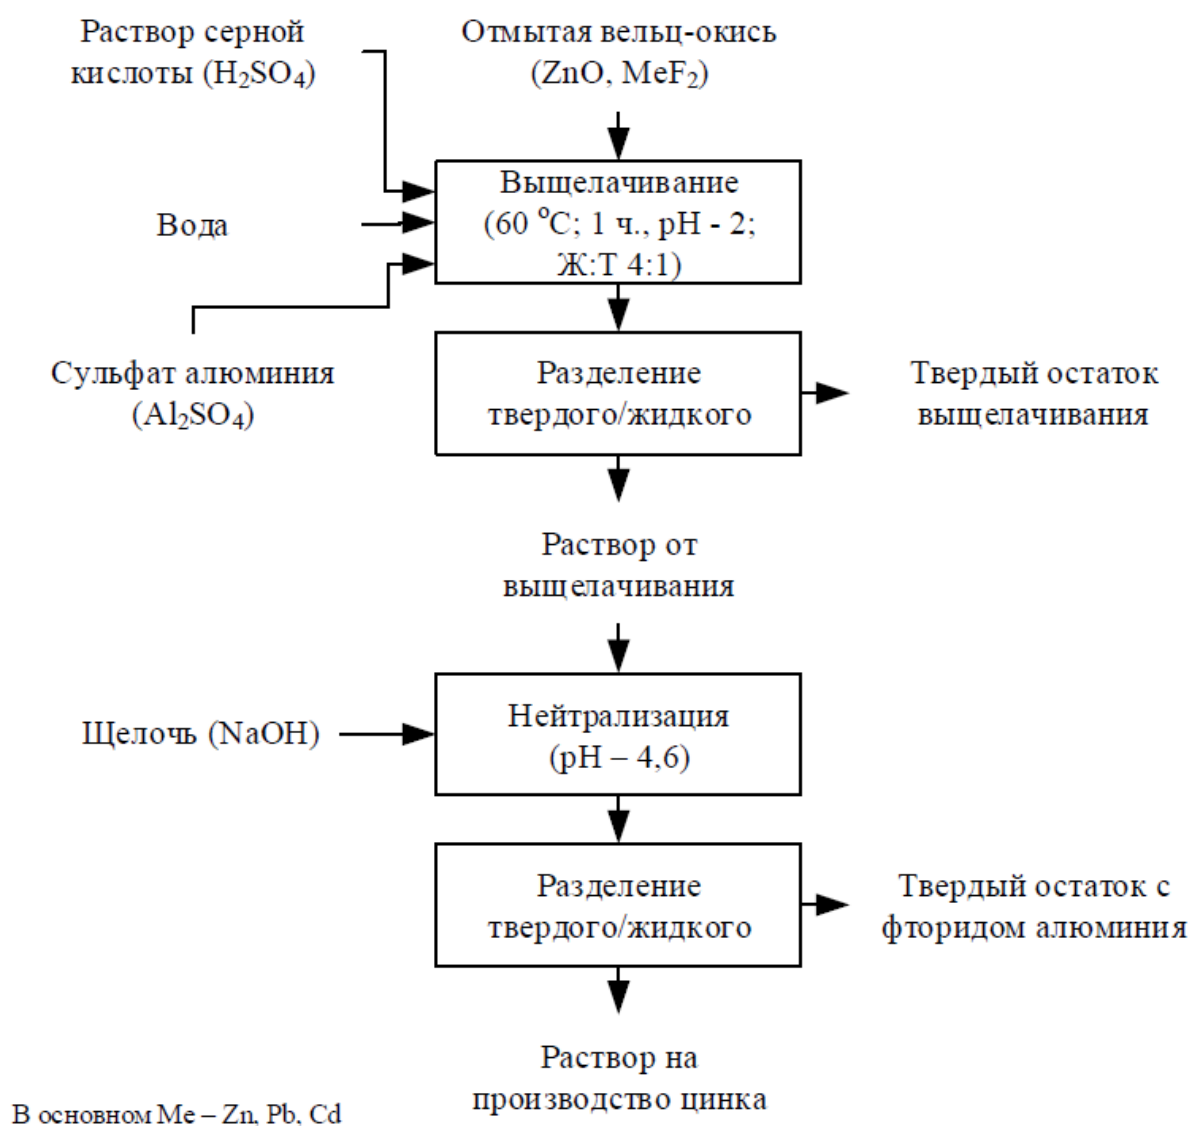 Раствор серной
кислоты (H₂SO₄)
Отмытая вельц-окись
(ZnO, MeF₂)
Выщелачивание
(60 °С; 1 ч., pH - 2;
Ж:Т 4:1)
Вода
Сульфат алюминия
(Al₂SO₄)
Разделение
твердого/жидкого
Твердый остаток
выщелачивания
Раствор от
выщелачивания
Щелочь (NaOH)
Нейтрализация
(pH – 4,6)
Разделение
твердого/жидкого
Твердый остаток с
фторидом алюминия
Раствор на
производство цинка
В основном Me – Zn, Pb, Cd